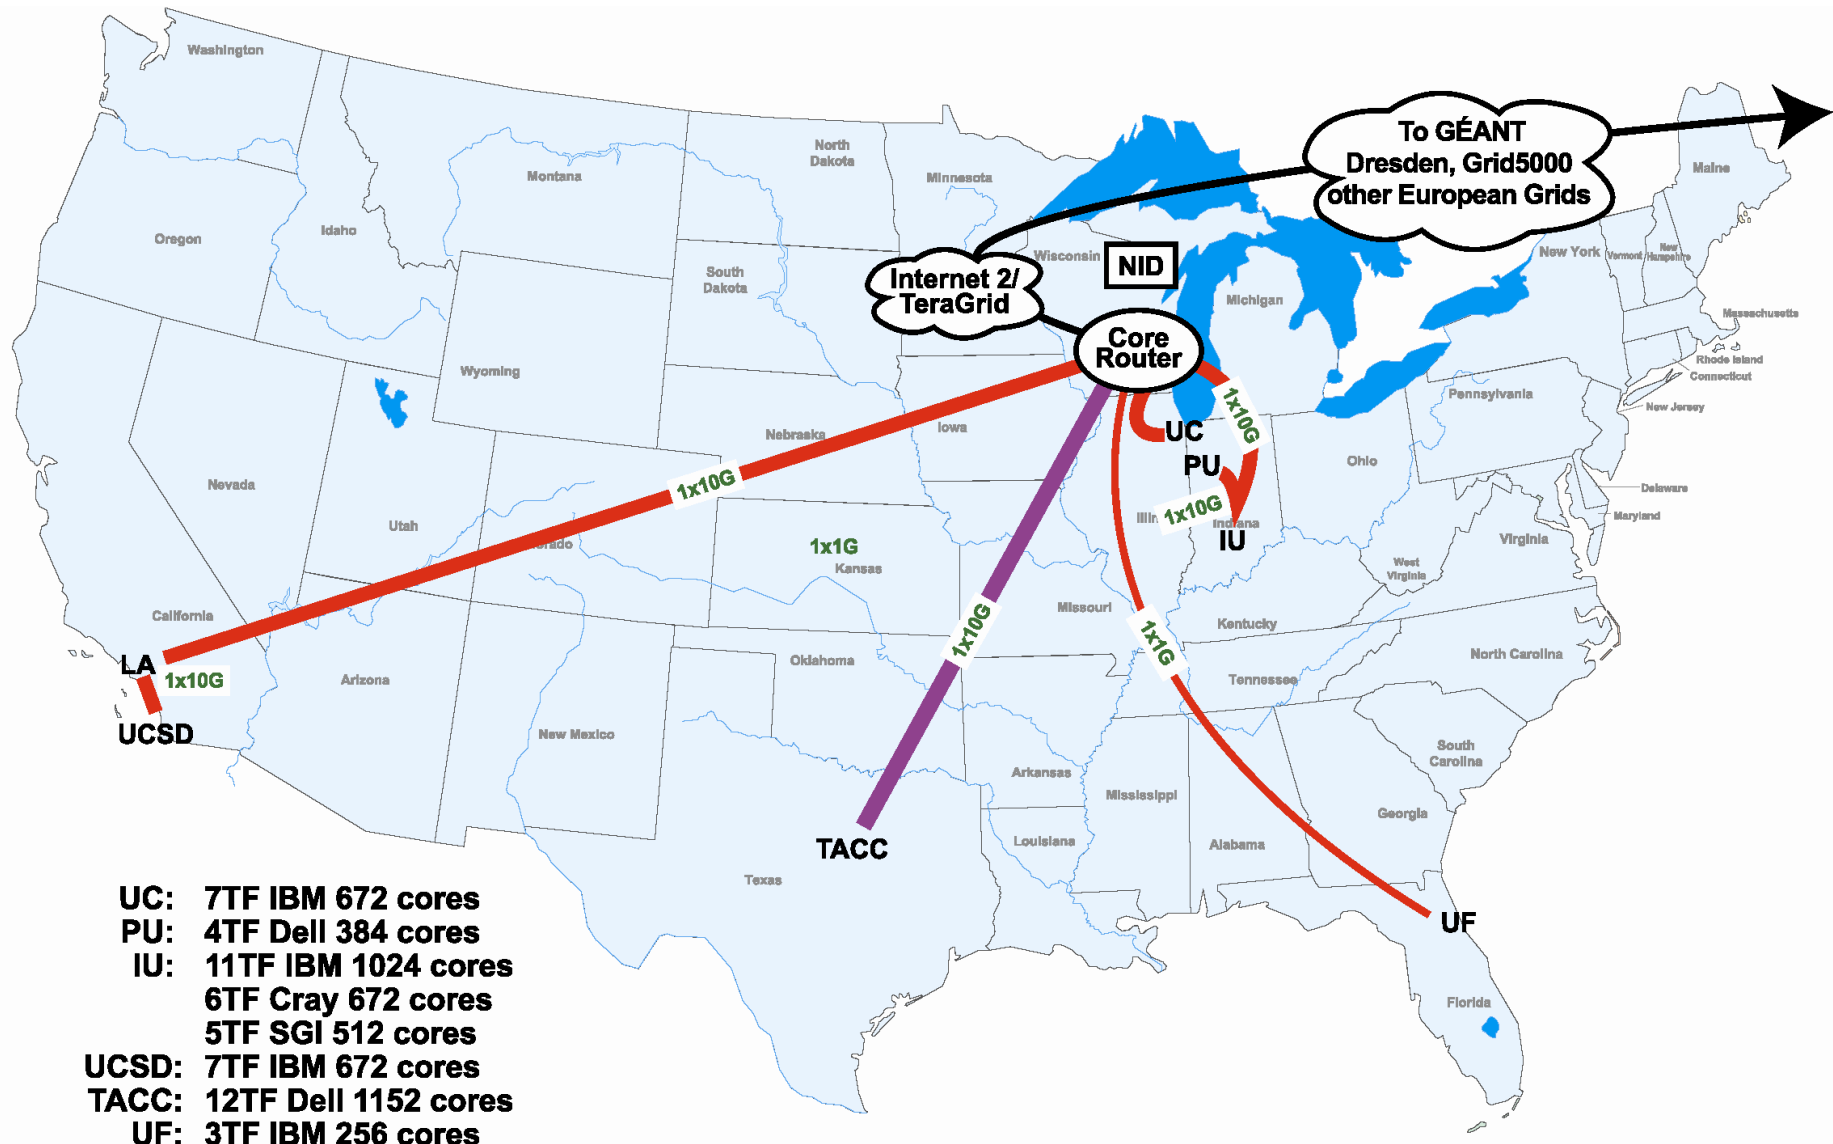 Washington
North
Dakota
Montana
Minnesota
To GÉANT
Dresden, Grid5000
other European Grids
Maine
Oregon
Idaho
South
Dakota
Internet 2/
TeraGrid
Wisconsin
NID
Michigan
New York
Vermont
New
Hampshire
Massachusetts
Core
Router
Rhode Island
Connecticut
Wyoming
Pennsylvania
New Jersey
Nebraska
Iowa
1x10G
UC
PU
Ohio
Nevada
1x10G
Utah
1x10G
Indiana
IU
Delaware
Maryland
Virginia
1x1G
Kansas
West
Virginia
California
Missouri
Kentucky
1x10G
1x1G
LA
1x10G
Arizona
Oklahoma
Tennessee
North Carolina
UCSD
New Mexico
Arkansas
South
Carolina
Mississippi
Georgia
TACC
Louisiana
Alabama
Texas
UF
Florida
UC: 7TF IBM 672 cores
PU: 4TF Dell 384 cores
IU: 11TF IBM 1024 cores
6TF Cray 672 cores
5TF SGI 512 cores
UCSD: 7TF IBM 672 cores
TACC: 12TF Dell 1152 cores
UF: 3TF IBM 256 cores